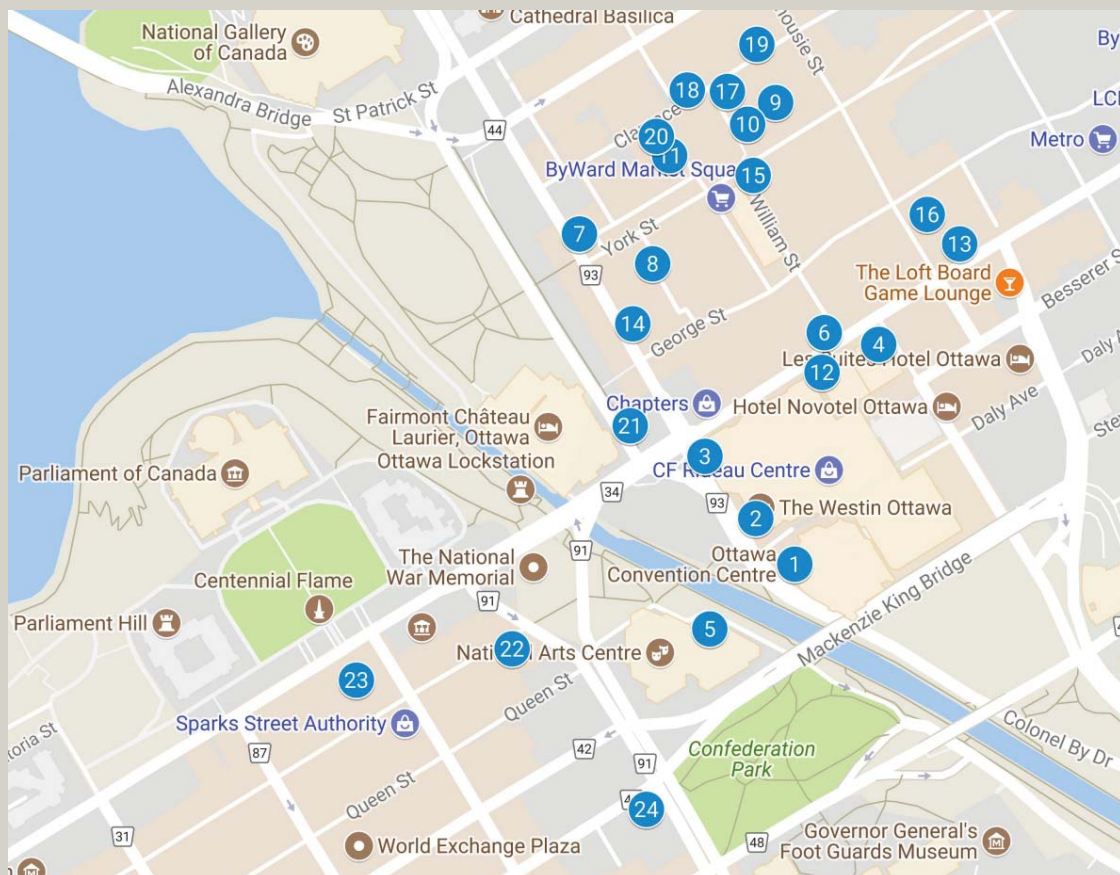 Cathedral Basilica
National Gallery
of Canada
19
By
18
17
9
LCI
Alexandra Bridge
St Patrick St
44
10
Metro
20
11
ByWard Market Squa
15
William St
16
7
York St
13
8
93
The Loft Board
Game Lounge
Besserer S
14
George St
6
4
Les Suites Hotel Ottawa
Daly A
12
Chapters
Hotel Novotel Ottawa
Daly Ave
Fairmont Château
Laurier, Ottawa
21
Ottawa Lockstation
3
CF Rideau Centre
Parliament of Canada
34
93
2
The Westin Ottawa
The National
War Memorial
91
Ottawa
Convention Centre
1
Mackenzie King Bridge
Centennial Flame
91
Parliament Hill
5
22
National Arts Centre
23
Queen St
Sparks Street Authority
Colonel By Dr
87
42
91
Confederation
Park
Queen St
24
31
World Exchange Plaza
48
Governor General's
Foot Guards Museum